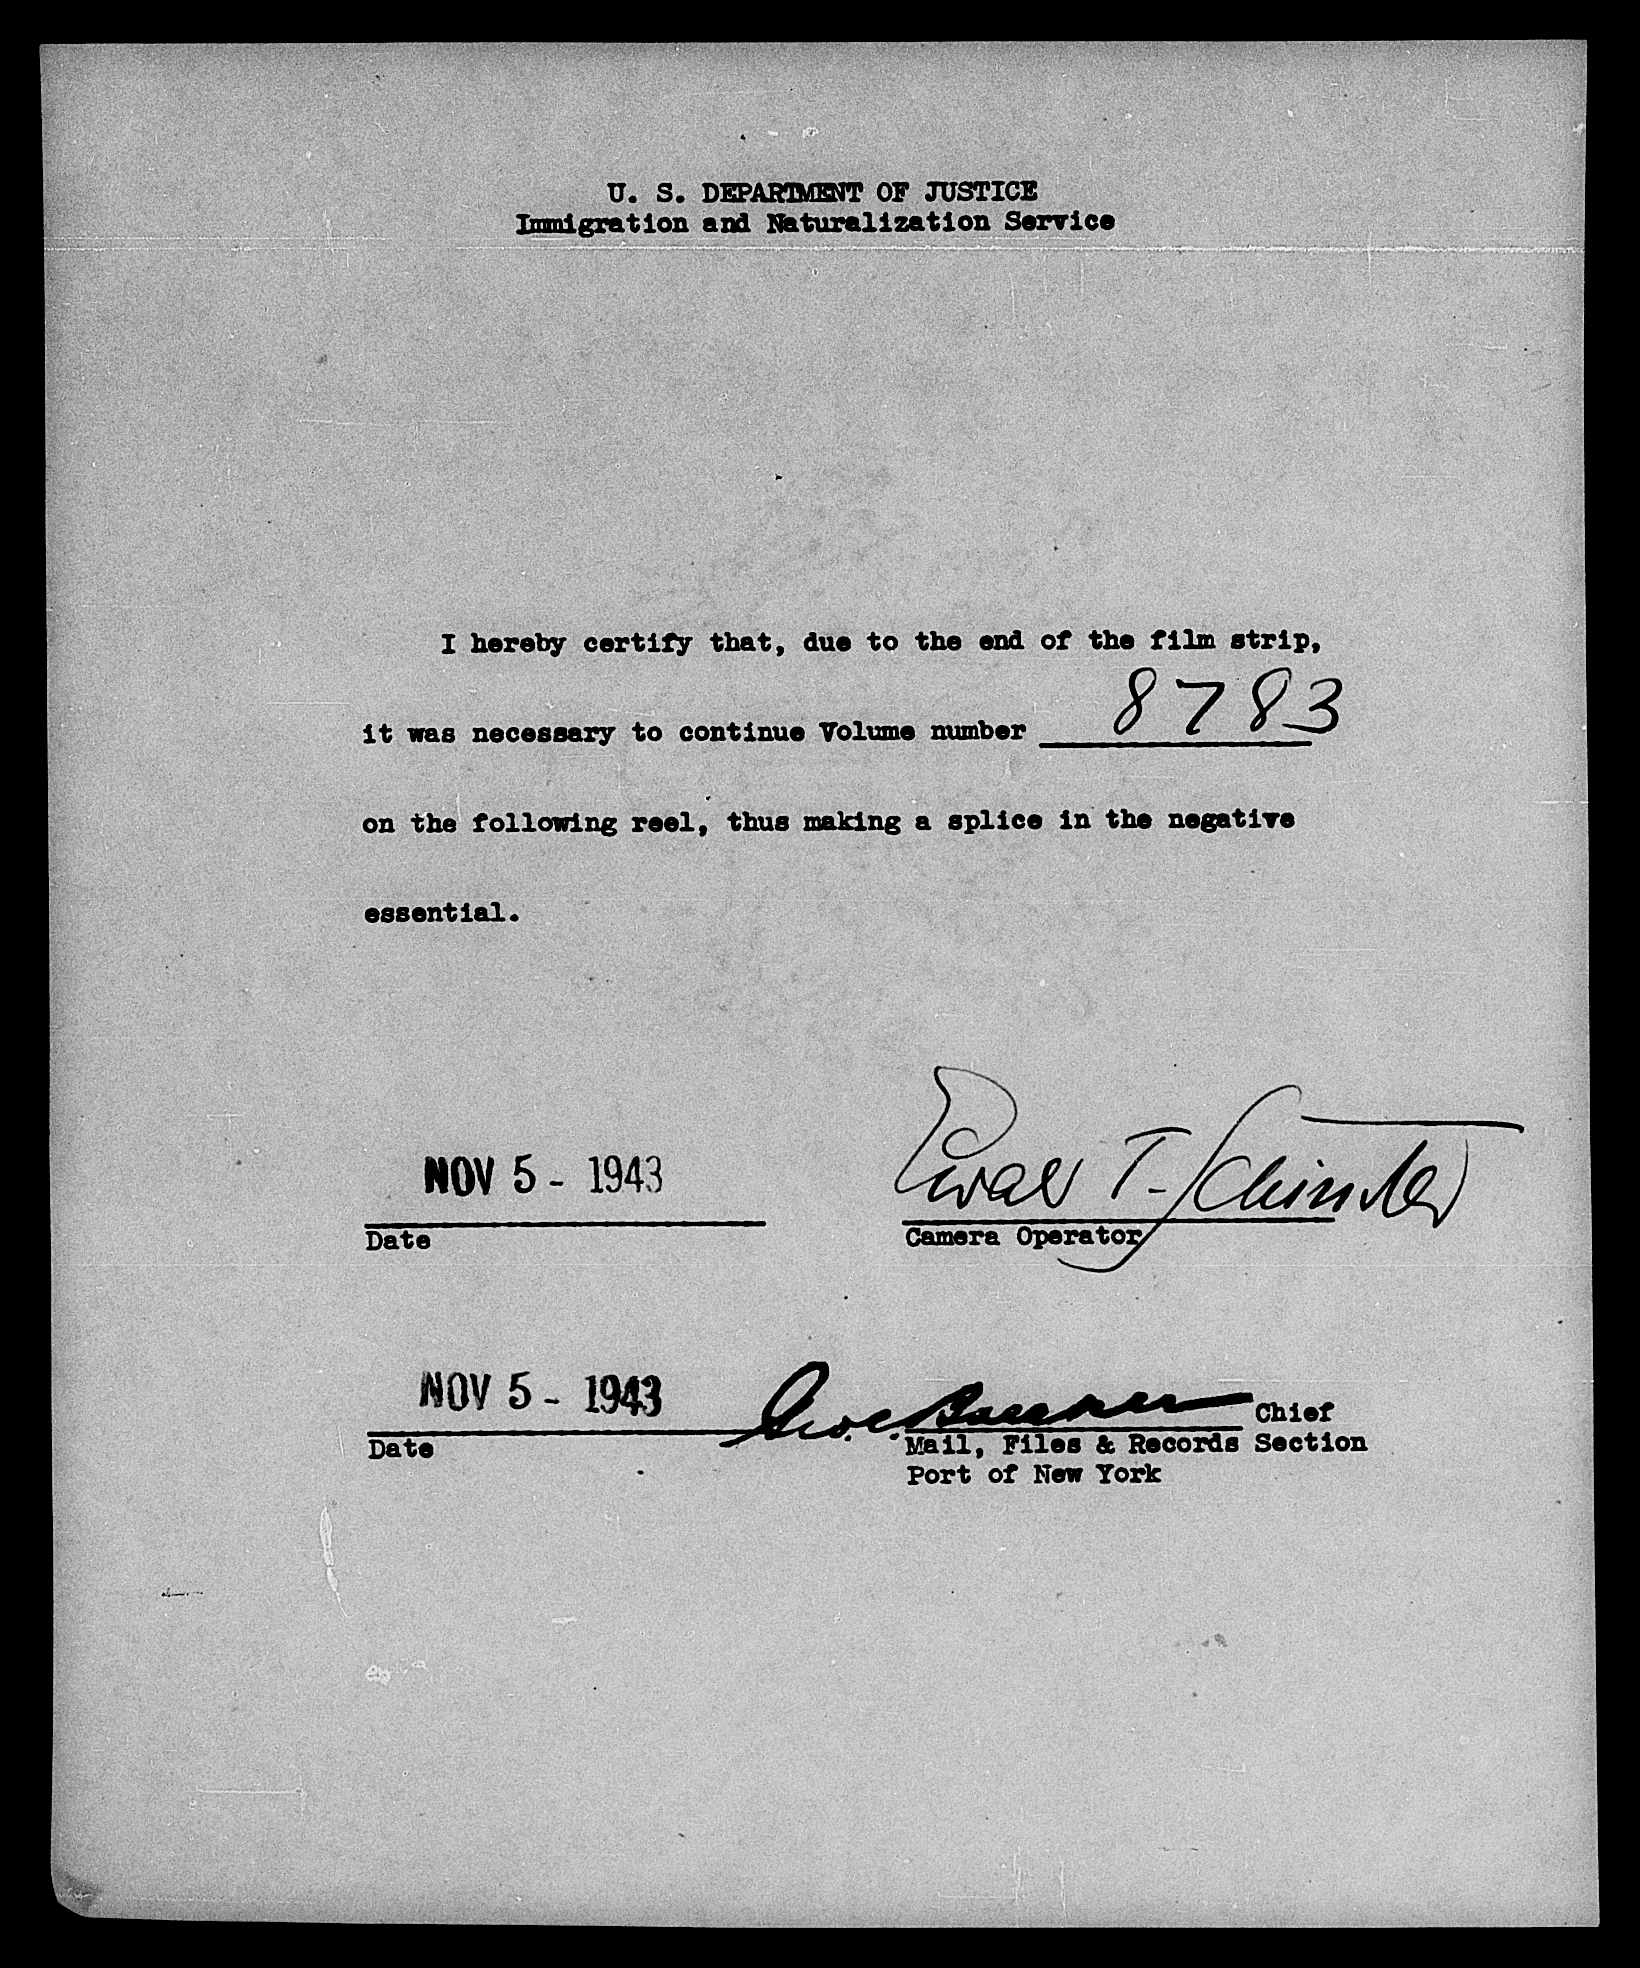 U. S. DEPARTMENT OF JUSTICE
Immigration and Naturalization Service
I hereby certify that, due to the end of the film strip,
it was necessary to continue Volume number 8783
on the following reel, thus making a splice in the negative
essential.
NOV 5 - 1943
Date
T.
Camera Operator
NOV 5 - 1943
Date
Chief
Mail, Files & Records Section
Port of New York